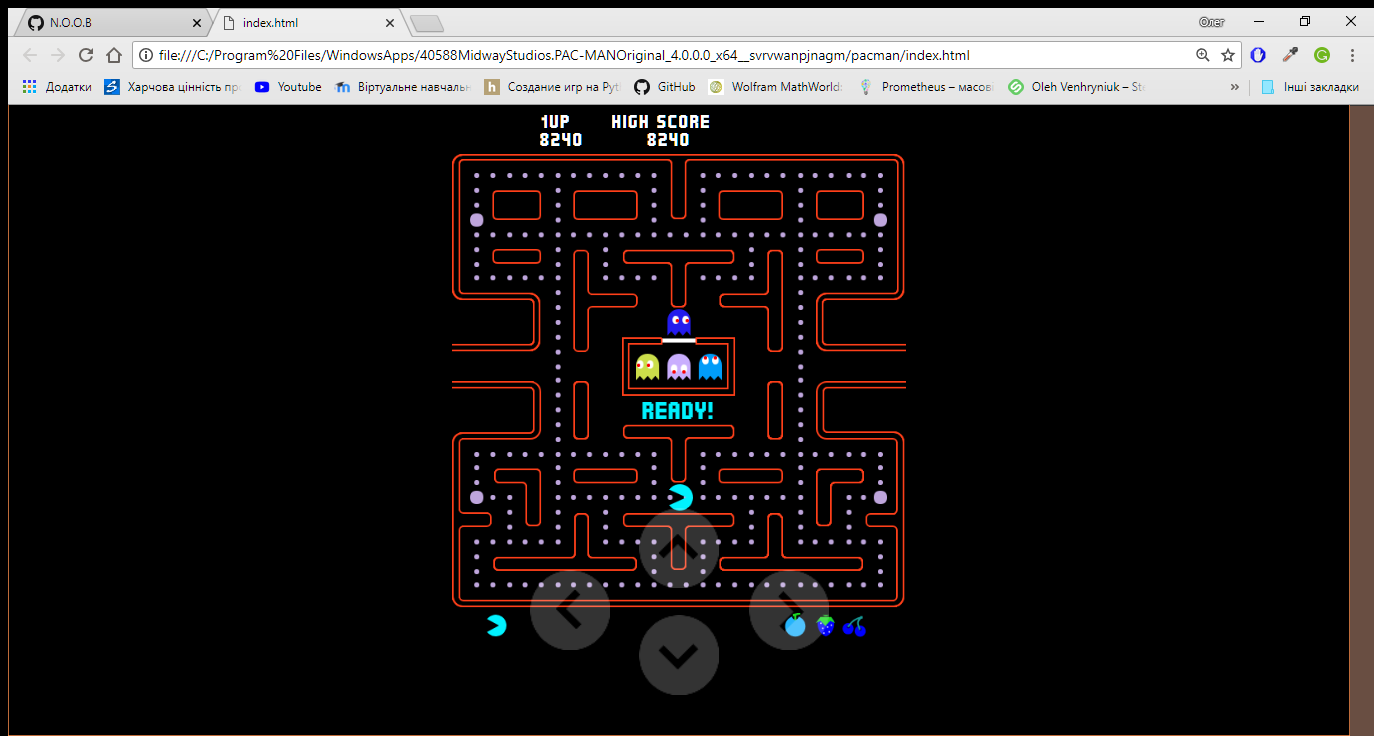 N.O.O.B
index.html
Олег
file:///C:/Program%20Files/WindowsApps/40588MidwayStudios.PAC-MANOriginal_4.0.0.0_x64__svrvwanpjnagm/pacman/index.html
Додатки
Харчова цінність про
Youtube
Віртуальне навчаль
Создание игр на Pyt
GitHub
Wolfram MathWorld:
Prometheus – масов
Oleh Venhryniuk – St
»
Інші закладки
1UP HIGH SCORE
8240 8240
READY!